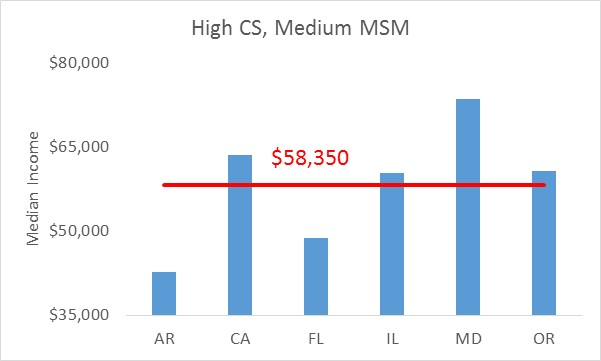 High CS, Medium MSM
$80,000
$65,000
$50,000
$35,000
Median Income
$58,350
AR CA FL IL MD OR